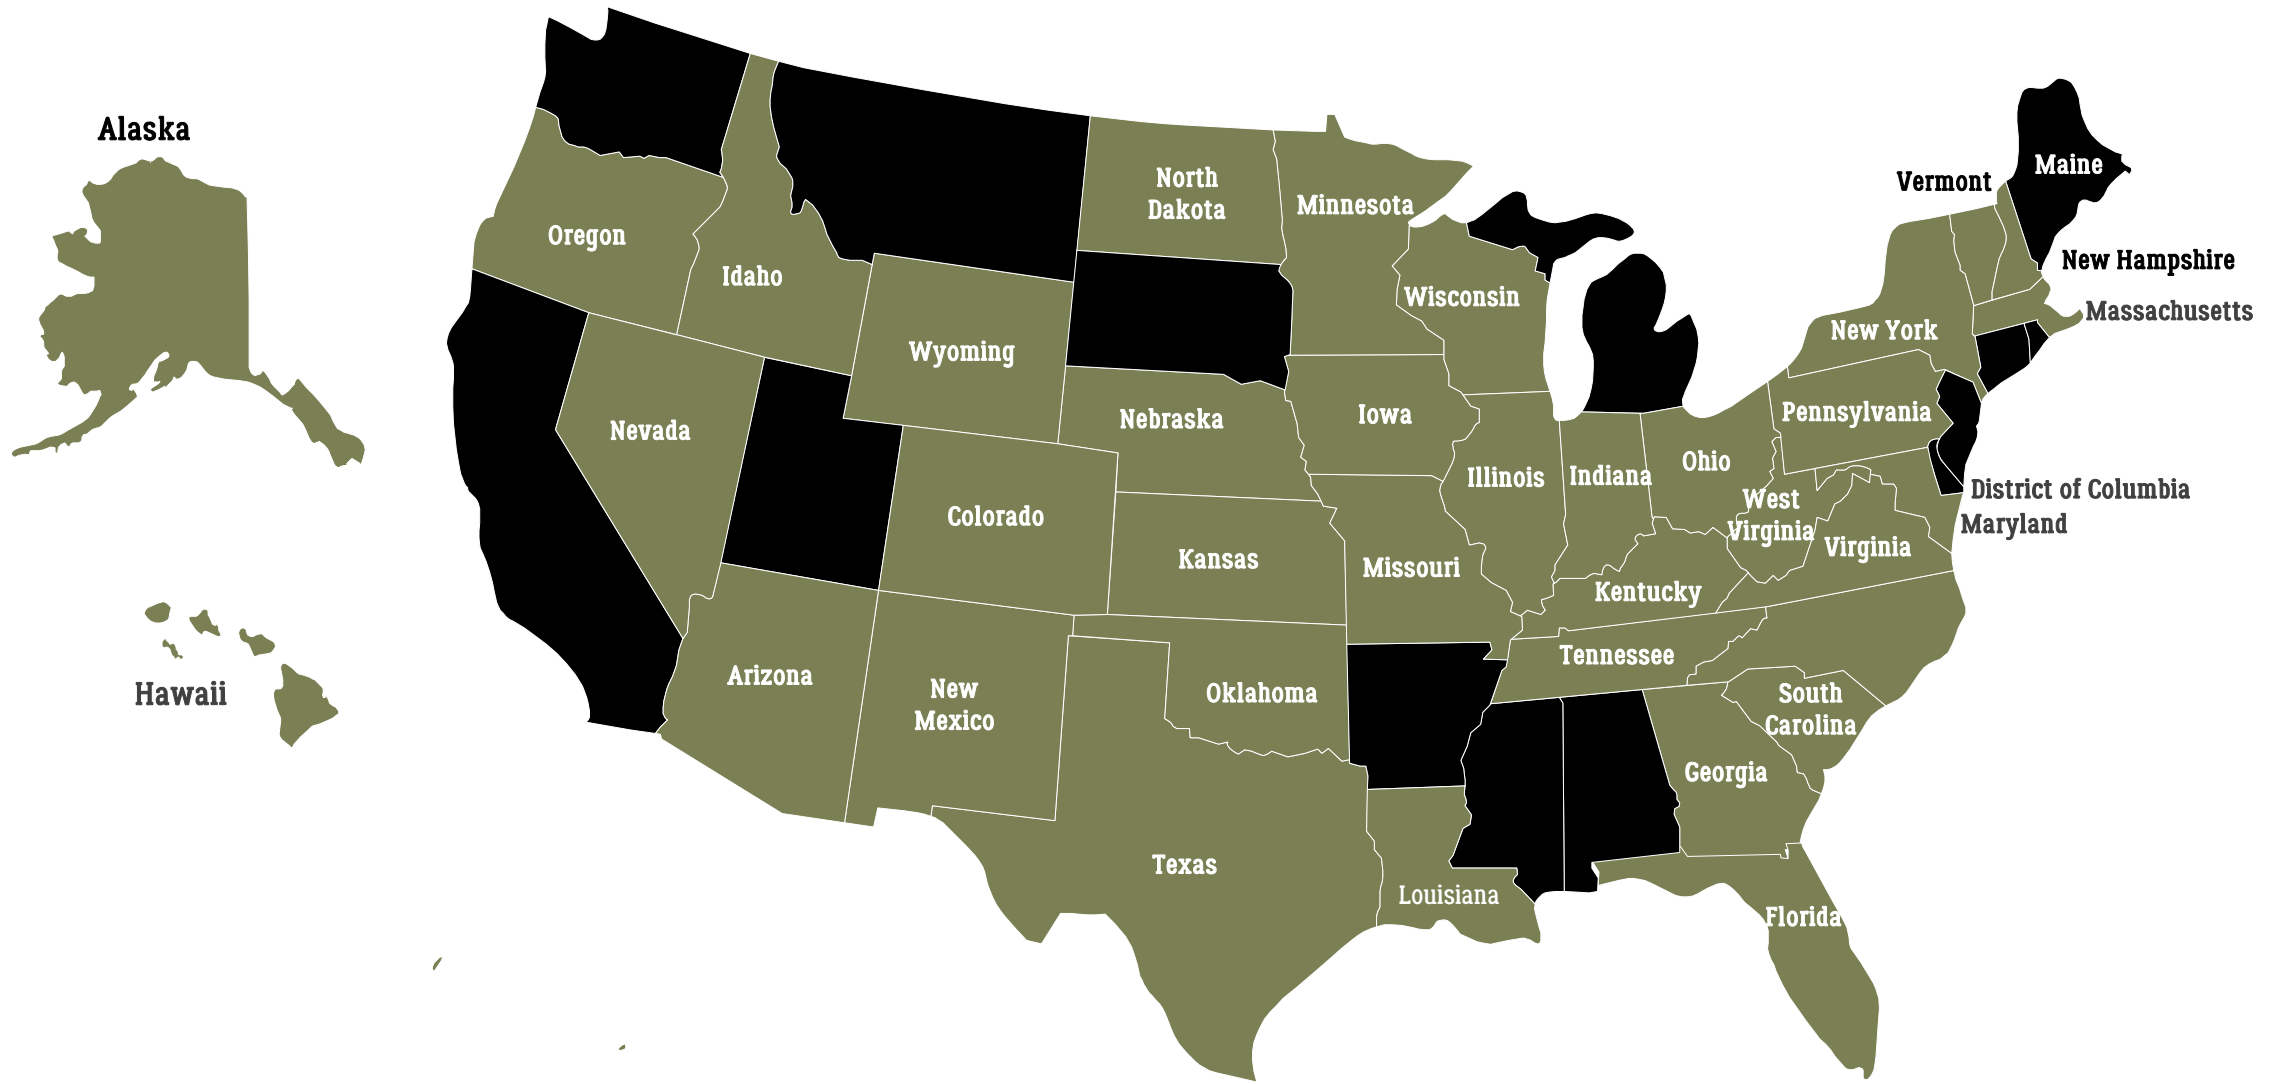 Alaska
Maine
Vermont
North
Dakota
Minnesota
Oregon
New Hampshire
Idaho
Wisconsin
Massachusetts
New York
Wyoming
Nebraska
Iowa
Pennsylvania
Nevada
Ohio
Illinois
Indiana
District of Columbia
West
Virginia
Colorado
Maryland
Virginia
Kansas
Missouri
Kentucky
Tennessee
Arizona
New
Mexico
Oklahoma
South
Carolina
Hawaii
Georgia
Texas
Louisiana
Florida